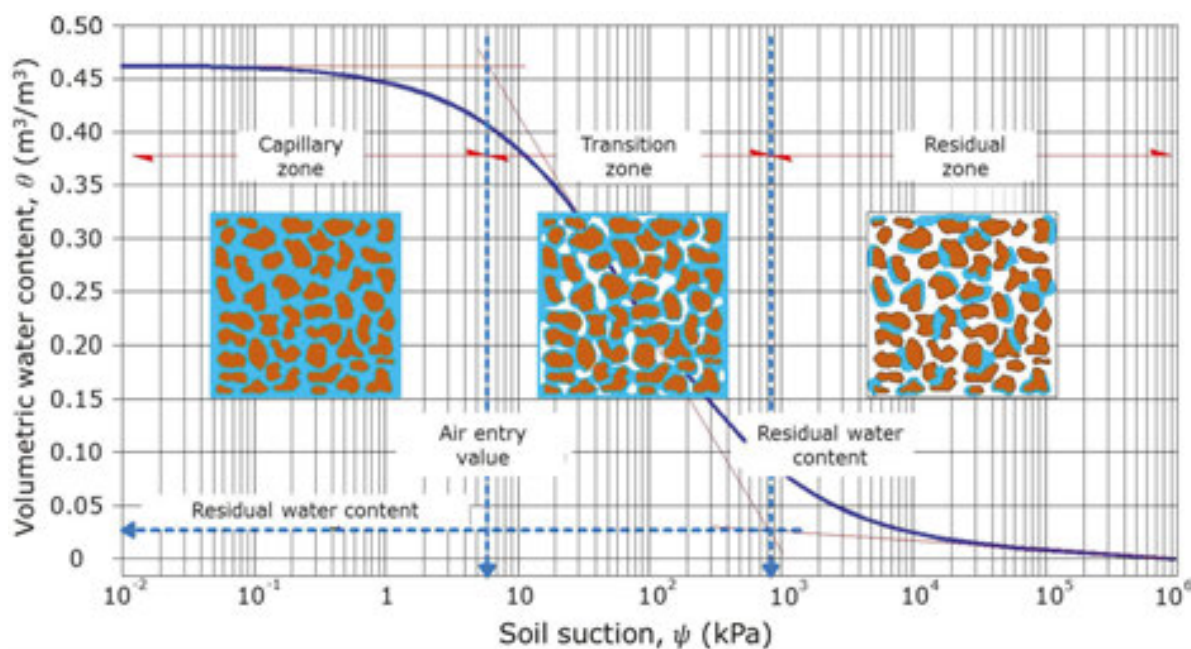 0.50
0.45
0.40
0.35
0.30
0.25
0.20
0.15
0.10
0.05
0
Volumetric water content, θ (m³/m³)
Capillary
zone
Transition
zone
Residual
zone
Air entry
value
Residual water
content
Residual water content
10⁻² 10⁻¹ 1 10 10² 10³ 10⁴ 10⁵ 10⁶
Soil suction, ψ (kPa)